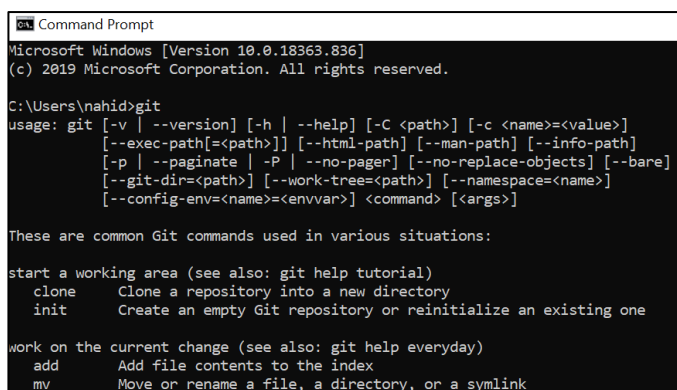 Command Prompt
Microsoft Windows [Version 10.0.18363.836]
(c) 2019 Microsoft Corporation. All rights reserved.
C:\Users\nahid>git
usage: git [-v | --version] [-h | --help] [-C <path>] [-c <name>=<value>]
[--exec-path[=<path>]] [--html-path] [--man-path] [--info-path]
[-p | --paginate | -P | --no-pager] [--no-replace-objects] [--bare]
[--git-dir=<path>] [--work-tree=<path>] [--namespace=<name>]
[--config-env=<name>=<envvar>] <command> [<args>]
These are common Git commands used in various situations:
start a working area (see also: git help tutorial)
clone Clone a repository into a new directory
init Create an empty Git repository or reinitialize an existing one
work on the current change (see also: git help everyday)
add Add file contents to the index
mv Move or rename a file, a directory, or a symlink